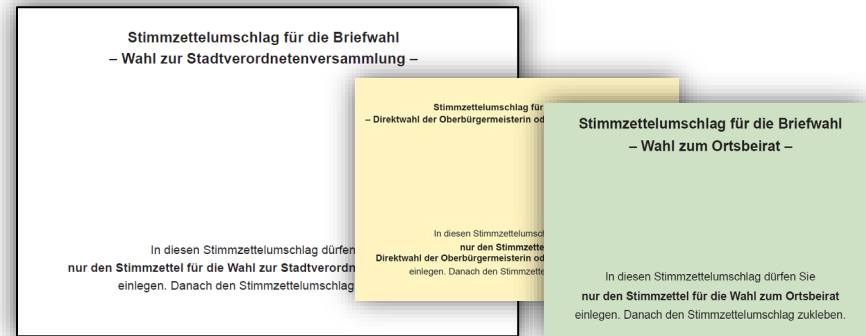 Stimmzettelumschlag für die Briefwahl
– Wahl zur Stadtverordnetenversammlung –
In diesen Stimmzettelumschlag dürfen
nur den Stimmzettel für die Wahl zur Stadtverordn
einlegen. Danach den Stimmzettelumschlag
Stimmzettelumschlag für
– Direktwahl der Oberbürgermeisterin od
In diesen Stimmzettelumsch
nur den Stimmzette
Direktwahl der Oberbürgermeisterin od
einlegen. Danach den Stimmzette
Stimmzettelumschlag für die Briefwahl
– Wahl zum Ortsbeirat –
In diesen Stimmzettelumschlag dürfen Sie
nur den Stimmzettel für die Wahl zum Ortsbeirat
einlegen. Danach den Stimmzettelumschlag zukleben.